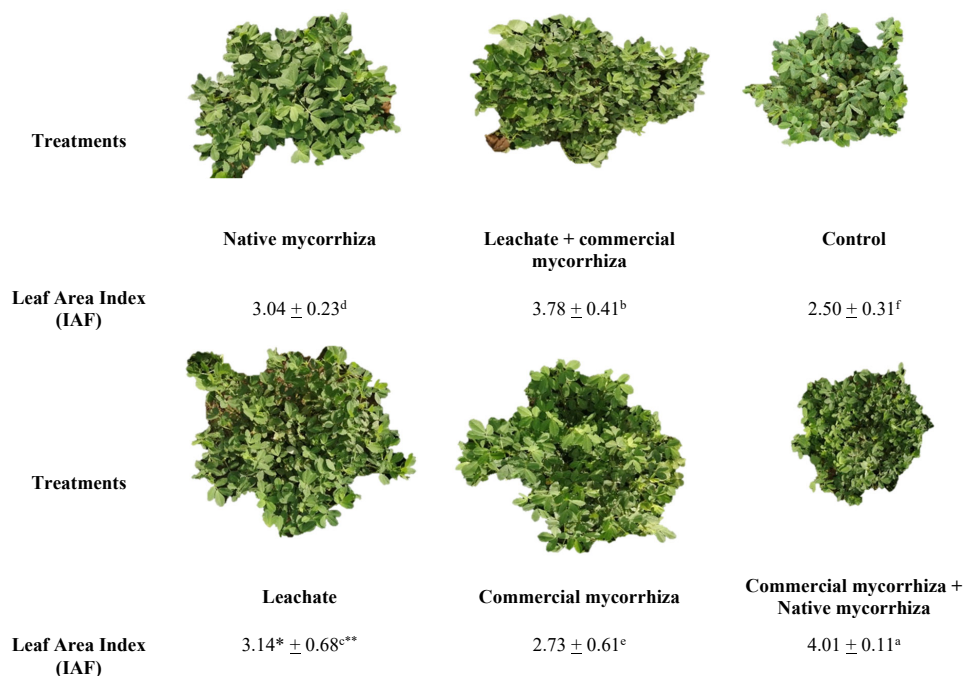 Treatments
Native mycorrhiza
Leachate + commercial
mycorrhiza
Control
Leaf Area Index
(IAF)
3.04 ± 0.23ᵈ
3.78 ± 0.41ᵇ
2.50 ± 0.31ᶠ
Treatments
Leachate
Commercial mycorrhiza
Commercial mycorrhiza +
Native mycorrhiza
Leaf Area Index
(IAF)
3.14* ± 0.68ᶜ**
2.73 ± 0.61ᵉ
4.01 ± 0.11ᵃ